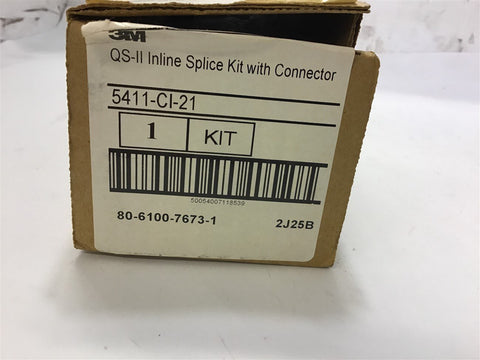 3M
QS-II Inline Splice Kit with Connector
5411-CI-21
1 KIT
50054007118539
80-6100-7673-1 2J25B